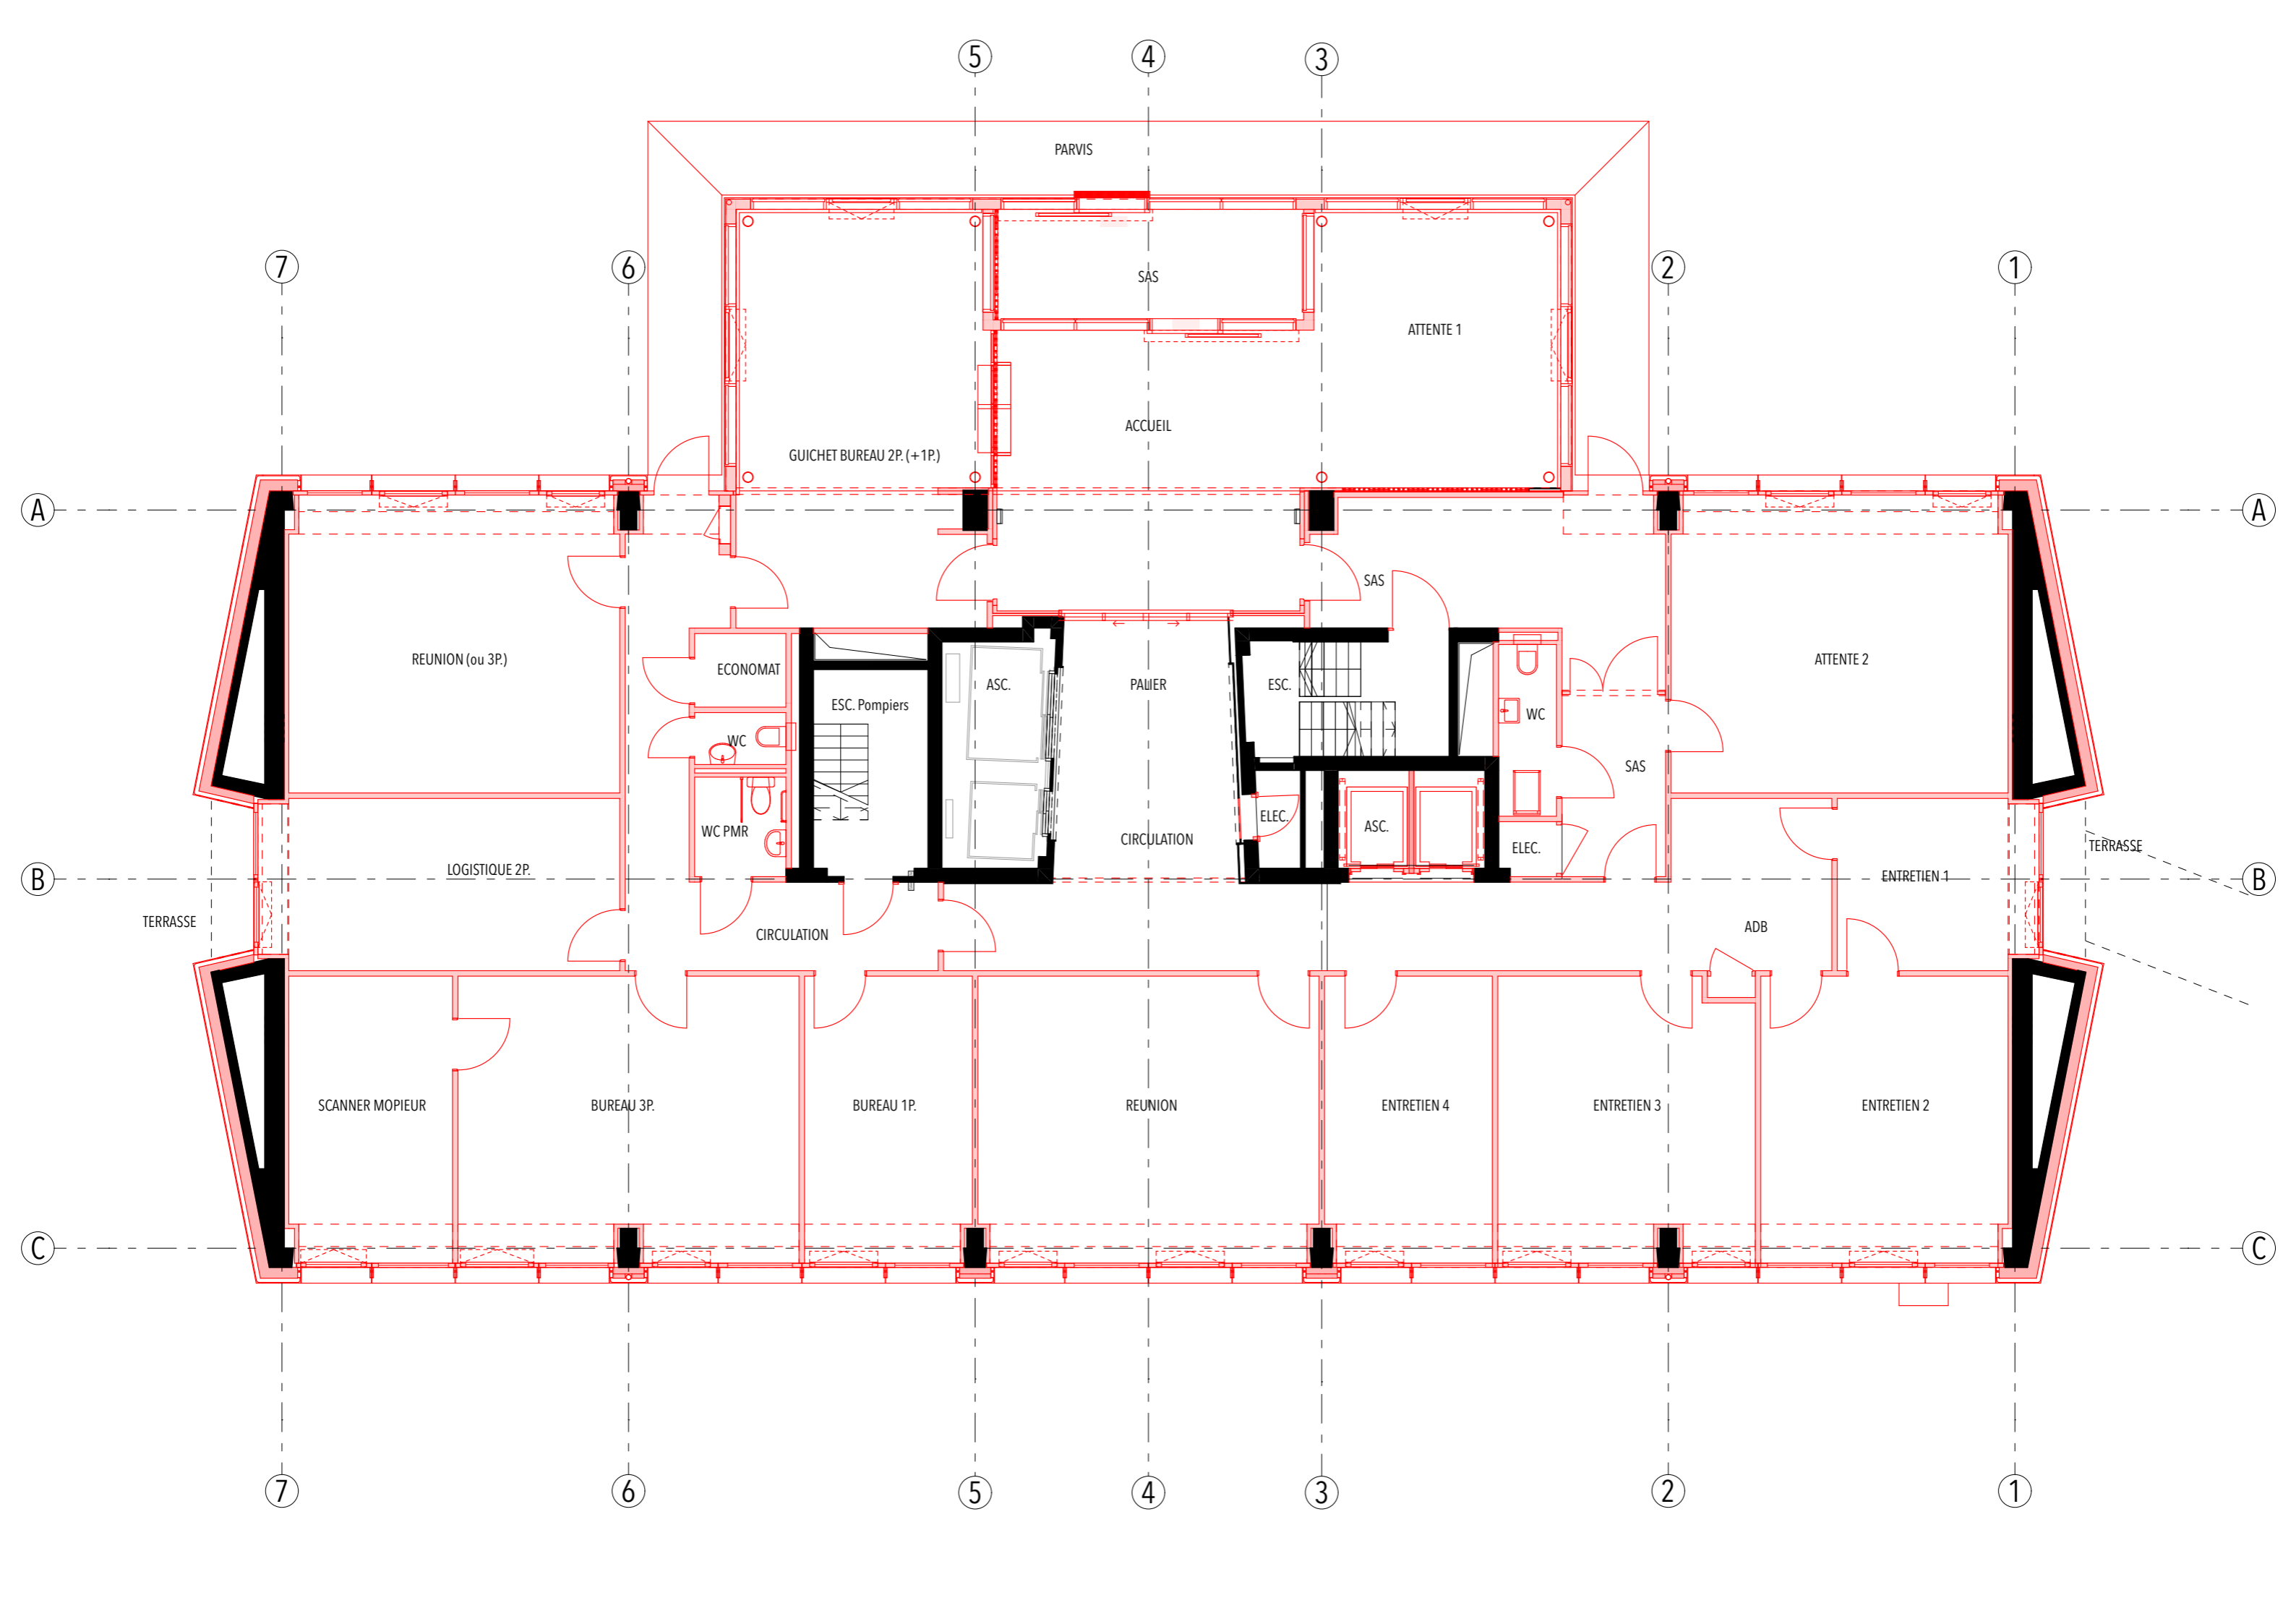 5
4
3
PARVIS
7
6
SAS
2
1
ATTENTE 1
ACCUEIL
GUICHET BUREAU 2P. (+1P.)
A
A
SAS
REUNION (ou 3P.)
ECONOMAT
ASC.
PALIER
ESC.
ATTENTE 2
ESC. Pompiers
WC
WC
SAS
WC PMR
CIRCULATION
ELEC.
ASC.
ELEC.
TERRASSE
LOGISTIQUE 2P.
ENTRETIEN 1
B
B
TERRASSE
CIRCULATION
ADB
SCANNER MOPIEUR
BUREAU 3P.
BUREAU 1P.
REUNION
ENTRETIEN 4
ENTRETIEN 3
ENTRETIEN 2
C
C
7
6
5
4
3
2
1